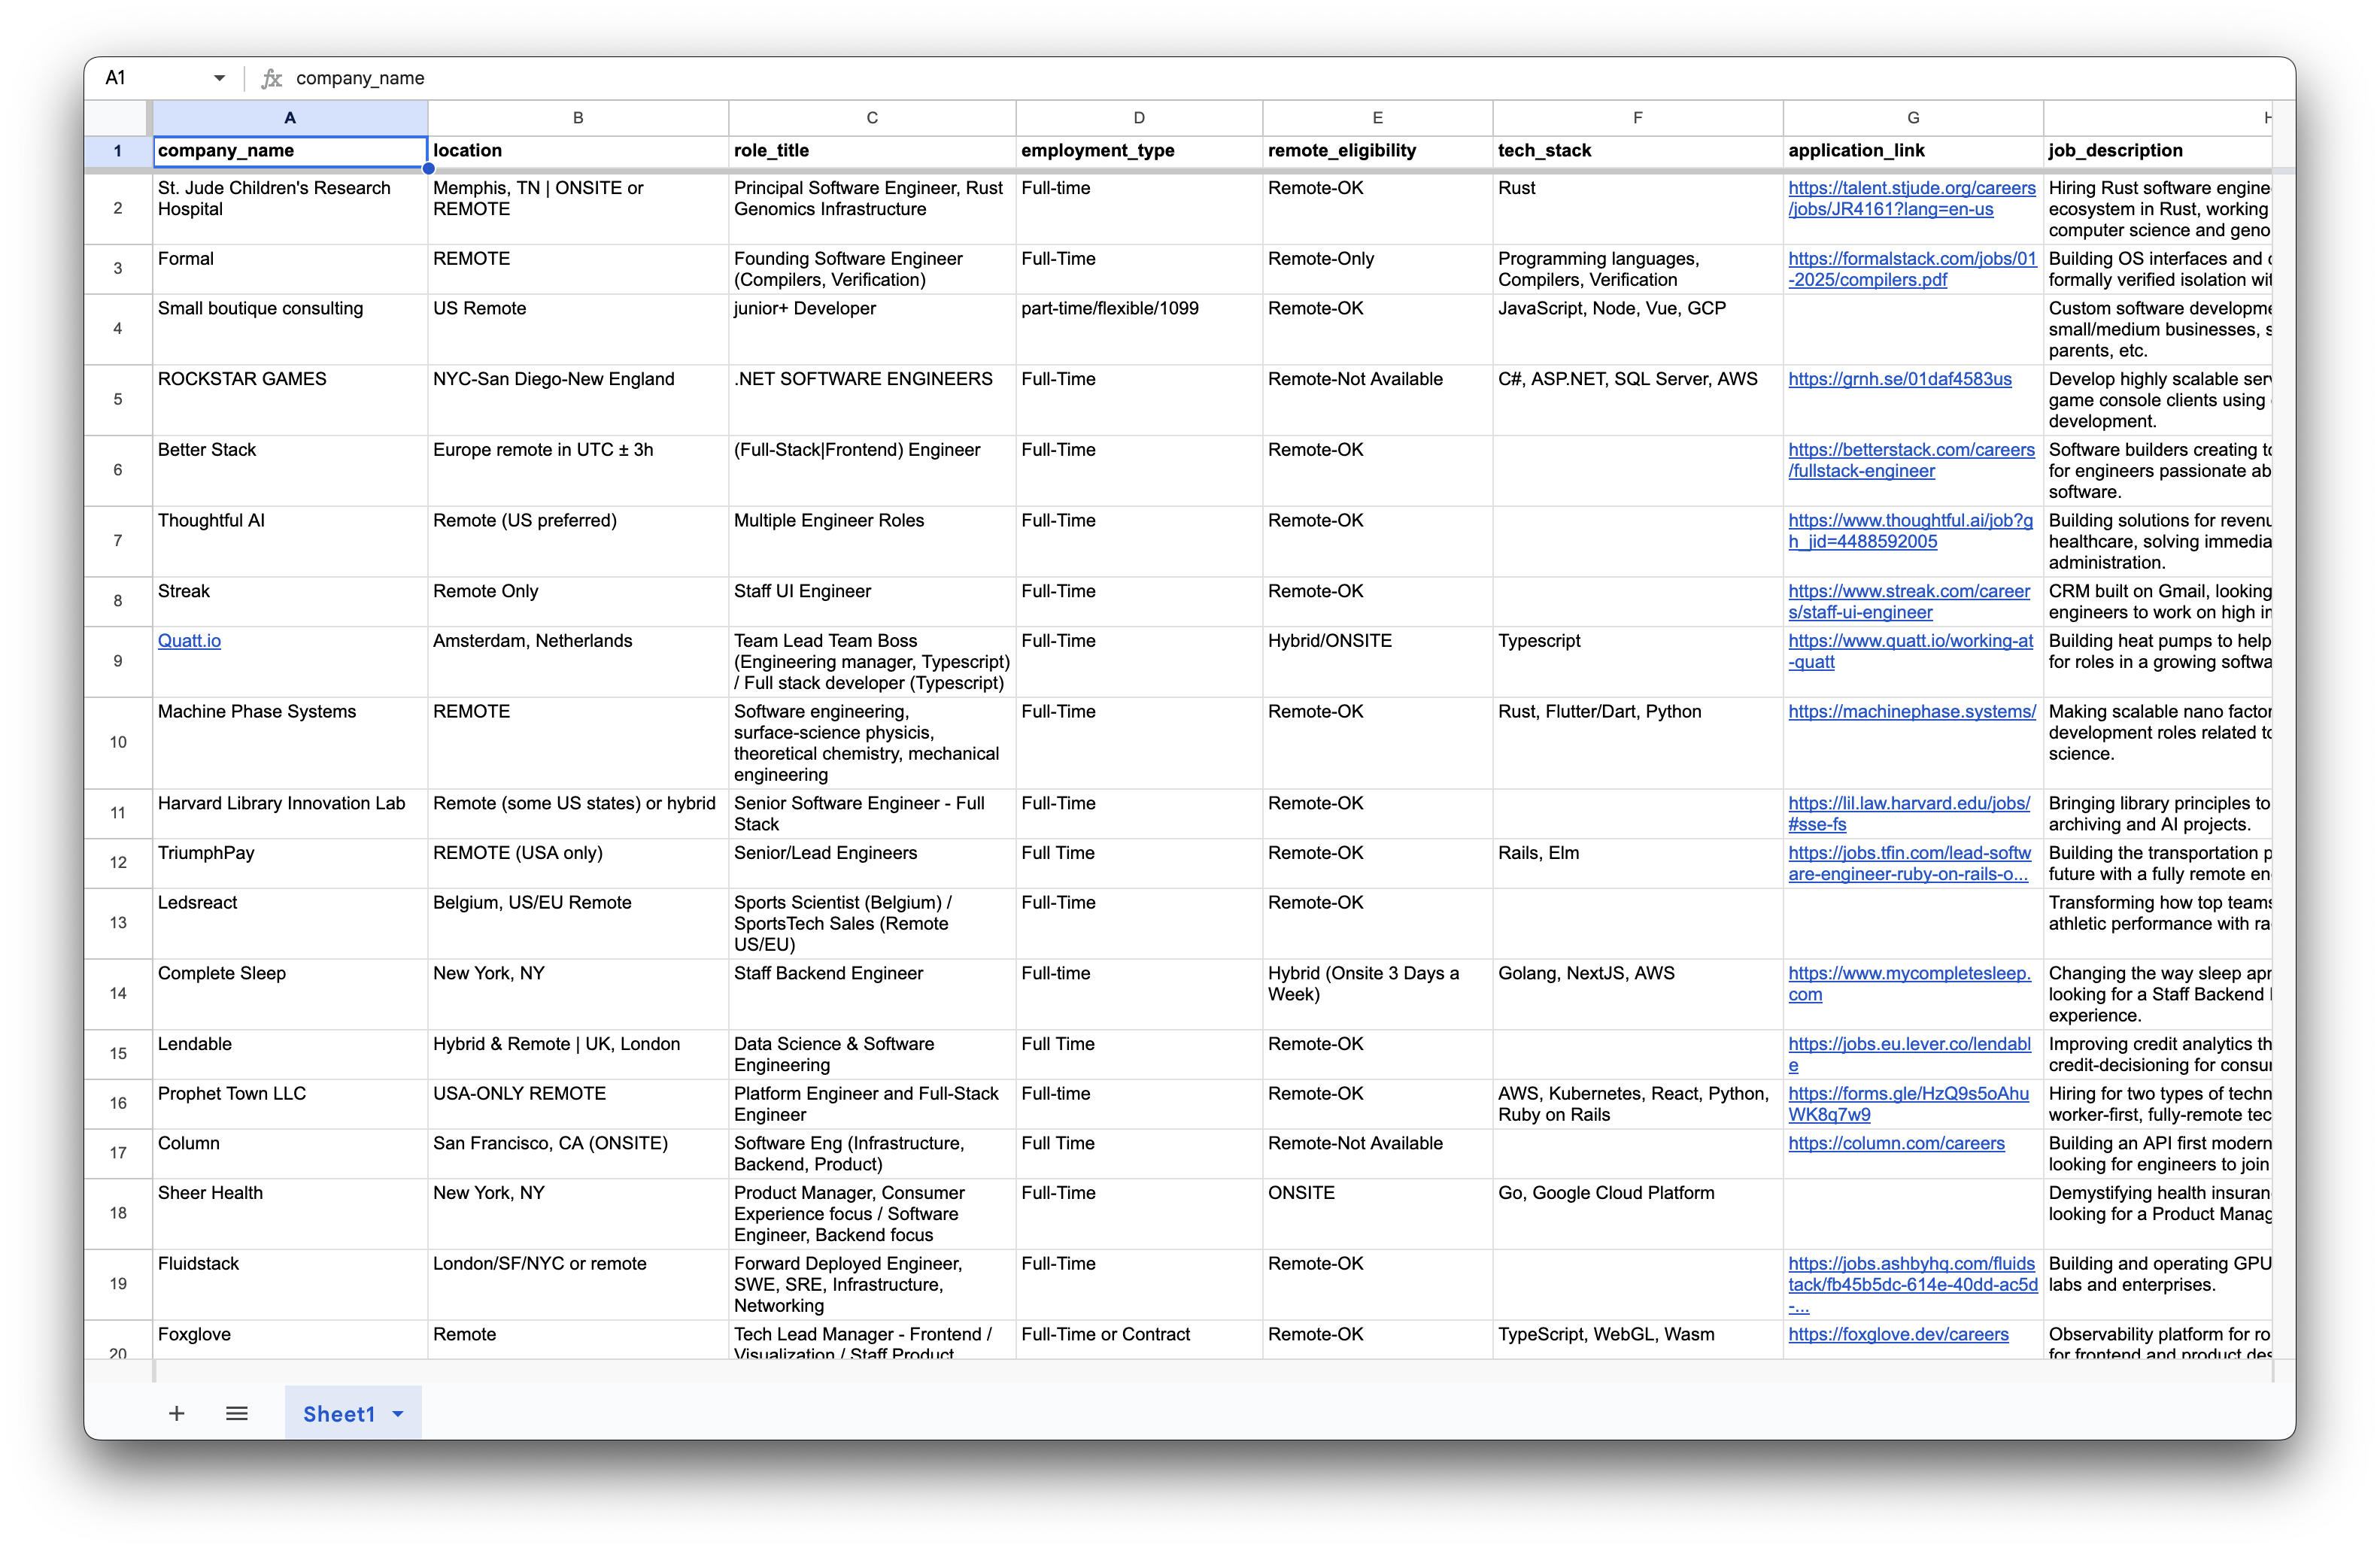 A1 fx company_name
A B C D E F G H
1 company_name location role_title employment_type remote_eligibility tech_stack application_link job_description
2 St. Jude Children's Research Memphis, TN | ONSITE or Principal Software Engineer, Rust Full-time Remote-OK Rust https://talent.stjude.org/careers Hiring Rust software engine
Hospital REMOTE Genomics Infrastructure /jobs/JR4161?lang=en-us ecosystem in Rust, working
computer science and geno
3 Formal REMOTE Founding Software Engineer Full-Time Remote-Only Programming languages, https://formalstack.com/jobs/01 Building OS interfaces and
(Compilers, Verification) Compilers, Verification -2025/compilers.pdf formally verified isolation wit
4 Small boutique consulting US Remote junior+ Developer part-time/flexible/1099 Remote-OK JavaScript, Node, Vue, GCP Custom software developme
small/medium businesses, s
parents, etc.
5 ROCKSTAR GAMES NYC-San Diego-New England .NET SOFTWARE ENGINEERS Full-Time Remote-Not Available C#, ASP.NET, SQL Server, AWS https://grnh.se/01daf4583us Develop highly scalable ser
game console clients using
development.
6 Better Stack Europe remote in UTC ± 3h (Full-Stack|Frontend) Engineer Full-Time Remote-OK https://betterstack.com/careers Software builders creating to
/fullstack-engineer for engineers passionate ab
software.
7 Thoughtful AI Remote (US preferred) Multiple Engineer Roles Full-Time Remote-OK https://www.thoughtful.ai/job?g Building solutions for revenu
h_jid=4488592005 healthcare, solving immedia
administration.
8 Streak Remote Only Staff UI Engineer Full-Time Remote-OK https://www.streak.com/career CRM built on Gmail, looking
s/staff-ui-engineer engineers to work on high in
9 Quatt.io Amsterdam, Netherlands Team Lead Team Boss Full-Time Hybrid/ONSITE Typescript https://www.quatt.io/working-at Building heat pumps to help
(Engineering manager, Typescript) -quatt for roles in a growing softwa
/ Full stack developer (Typescript)
10 Machine Phase Systems REMOTE Software engineering, Full-Time Remote-OK Rust, Flutter/Dart, Python https://machinephase.systems/ Making scalable nano factor
surface-science physicis, development roles related to
theoretical chemistry, mechanical science.
engineering
11 Harvard Library Innovation Lab Remote (some US states) or hybrid Senior Software Engineer - Full Full-Time Remote-OK https://lil.law.harvard.edu/jobs/ Bringing library principles to
Stack #sse-fs archiving and AI projects.
12 TriumphPay REMOTE (USA only) Senior/Lead Engineers Full Time Remote-OK Rails, Elm https://jobs.tfin.com/lead-softw Building the transportation p
are-engineer-ruby-on-rails-o... future with a fully remote en
13 Ledsreact Belgium, US/EU Remote Sports Scientist (Belgium) / Full-Time Remote-OK Transforming how top teams
SportsTech Sales (Remote athletic performance with ra
US/EU)
14 Complete Sleep New York, NY Staff Backend Engineer Full-time Hybrid (Onsite 3 Days a Golang, NextJS, AWS https://www.mycompletesleep. Changing the way sleep apn
Week) com looking for a Staff Backend
experience.
15 Lendable Hybrid & Remote | UK, London Data Science & Software Full Time Remote-OK https://jobs.eu.lever.co/lendabl Improving credit analytics th
Engineering e credit-decisioning for consu
16 Prophet Town LLC USA-ONLY REMOTE Platform Engineer and Full-Stack Full-time Remote-OK AWS, Kubernetes, React, Python, https://forms.gle/HzQ9s5oAhu Hiring for two types of techn
Engineer Ruby on Rails WK8q7w9 worker-first, fully-remote tec
17 Column San Francisco, CA (ONSITE) Software Eng (Infrastructure, Full Time Remote-Not Available https://column.com/careers Building an API first modern
Backend, Product) looking for engineers to join
18 Sheer Health New York, NY Product Manager, Consumer Full-Time ONSITE Go, Google Cloud Platform Demystifying health insuran
Experience focus / Software looking for a Product Manag
Engineer, Backend focus
19 Fluidstack London/SF/NYC or remote Forward Deployed Engineer, Full-Time Remote-OK https://jobs.ashbyhq.com/fluids Building and operating GPU
SWE, SRE, Infrastructure, tack/fb45b5dc-614e-40dd-ac5d labs and enterprises.
Networking -...
20 Foxglove Remote Tech Lead Manager - Frontend / Full-Time or Contract Remote-OK TypeScript, WebGL, Wasm https://foxglove.dev/careers Observability platform for ro
Visualization / Staff Product for frontend and product des
+ Sheet1